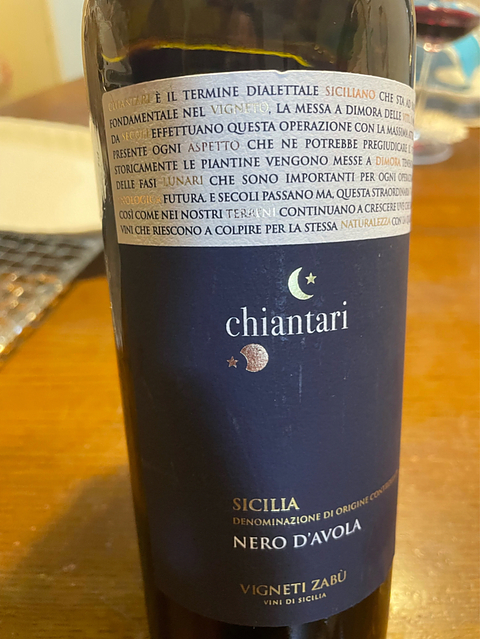 È IL TERMINE DIALETTALE SICILIANO CHE STA AD
FONDAMENTALE NEL VIGNETO, LA MESSA A DIMORA DELLE
DA SECOLI EFFETTUANO QUESTA OPERAZIONE CON LA MASSIMA
PRESENTE OGNI ASPETTO CHE NE POTREBBE PREGIUDICARE
STORICAMENTE LE PIANTINE VENGONO MESSE A DIMORA
DELLE FASI LUNARI CHE SONO IMPORTANTI PER OGNI
FUTURA. E SECOLI PASSANO MA, QUESTA
COSÌ COME NEI NOSTRI TERRENI CONTINUANO A CRESCERE UVE
VINI CHE RIESCONO A COLPIRE PER LA STESSA NATURALEZZA CON LA
chiantari
SICILIA
DENOMINAZIONE DI ORIGINE
NERO D'AVOLA
VIGNETI ZABÙ
VINI DI SICILIA